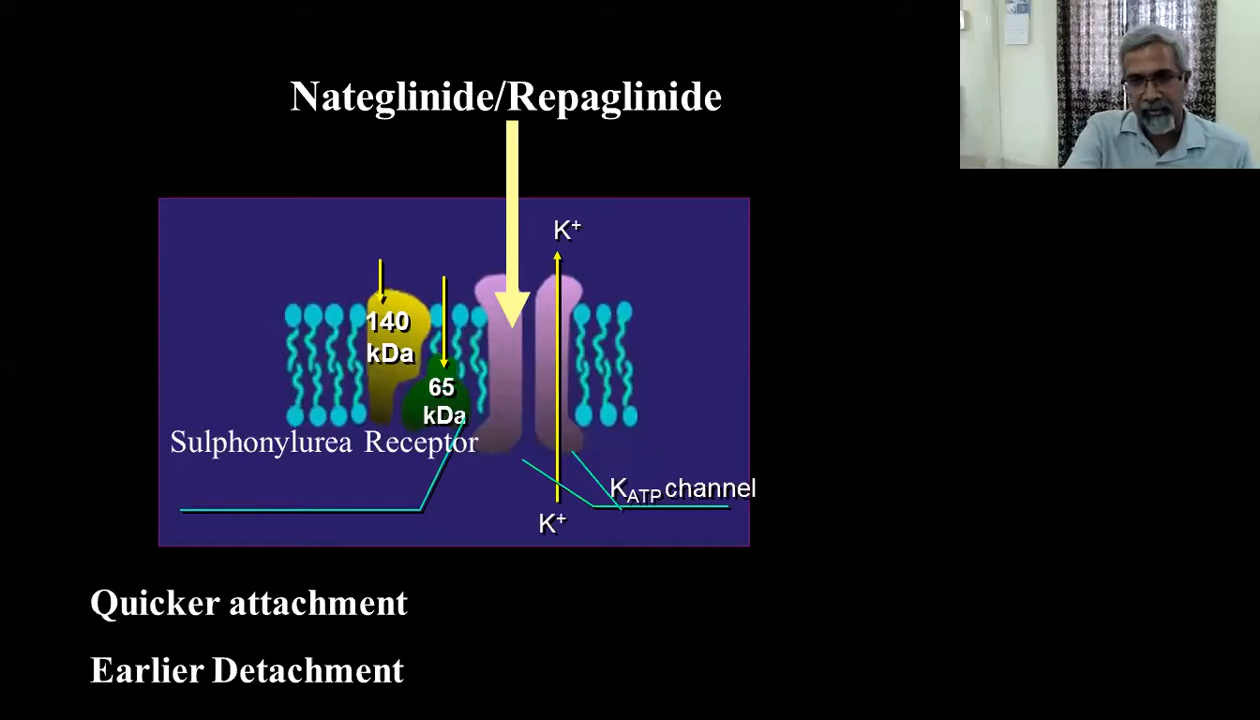 Nateglinide/Repaglinide
K+
140
kDa
65
kDa
Sulphonylurea Receptor
KATP channel
K+
Quicker attachment
Earlier Detachment